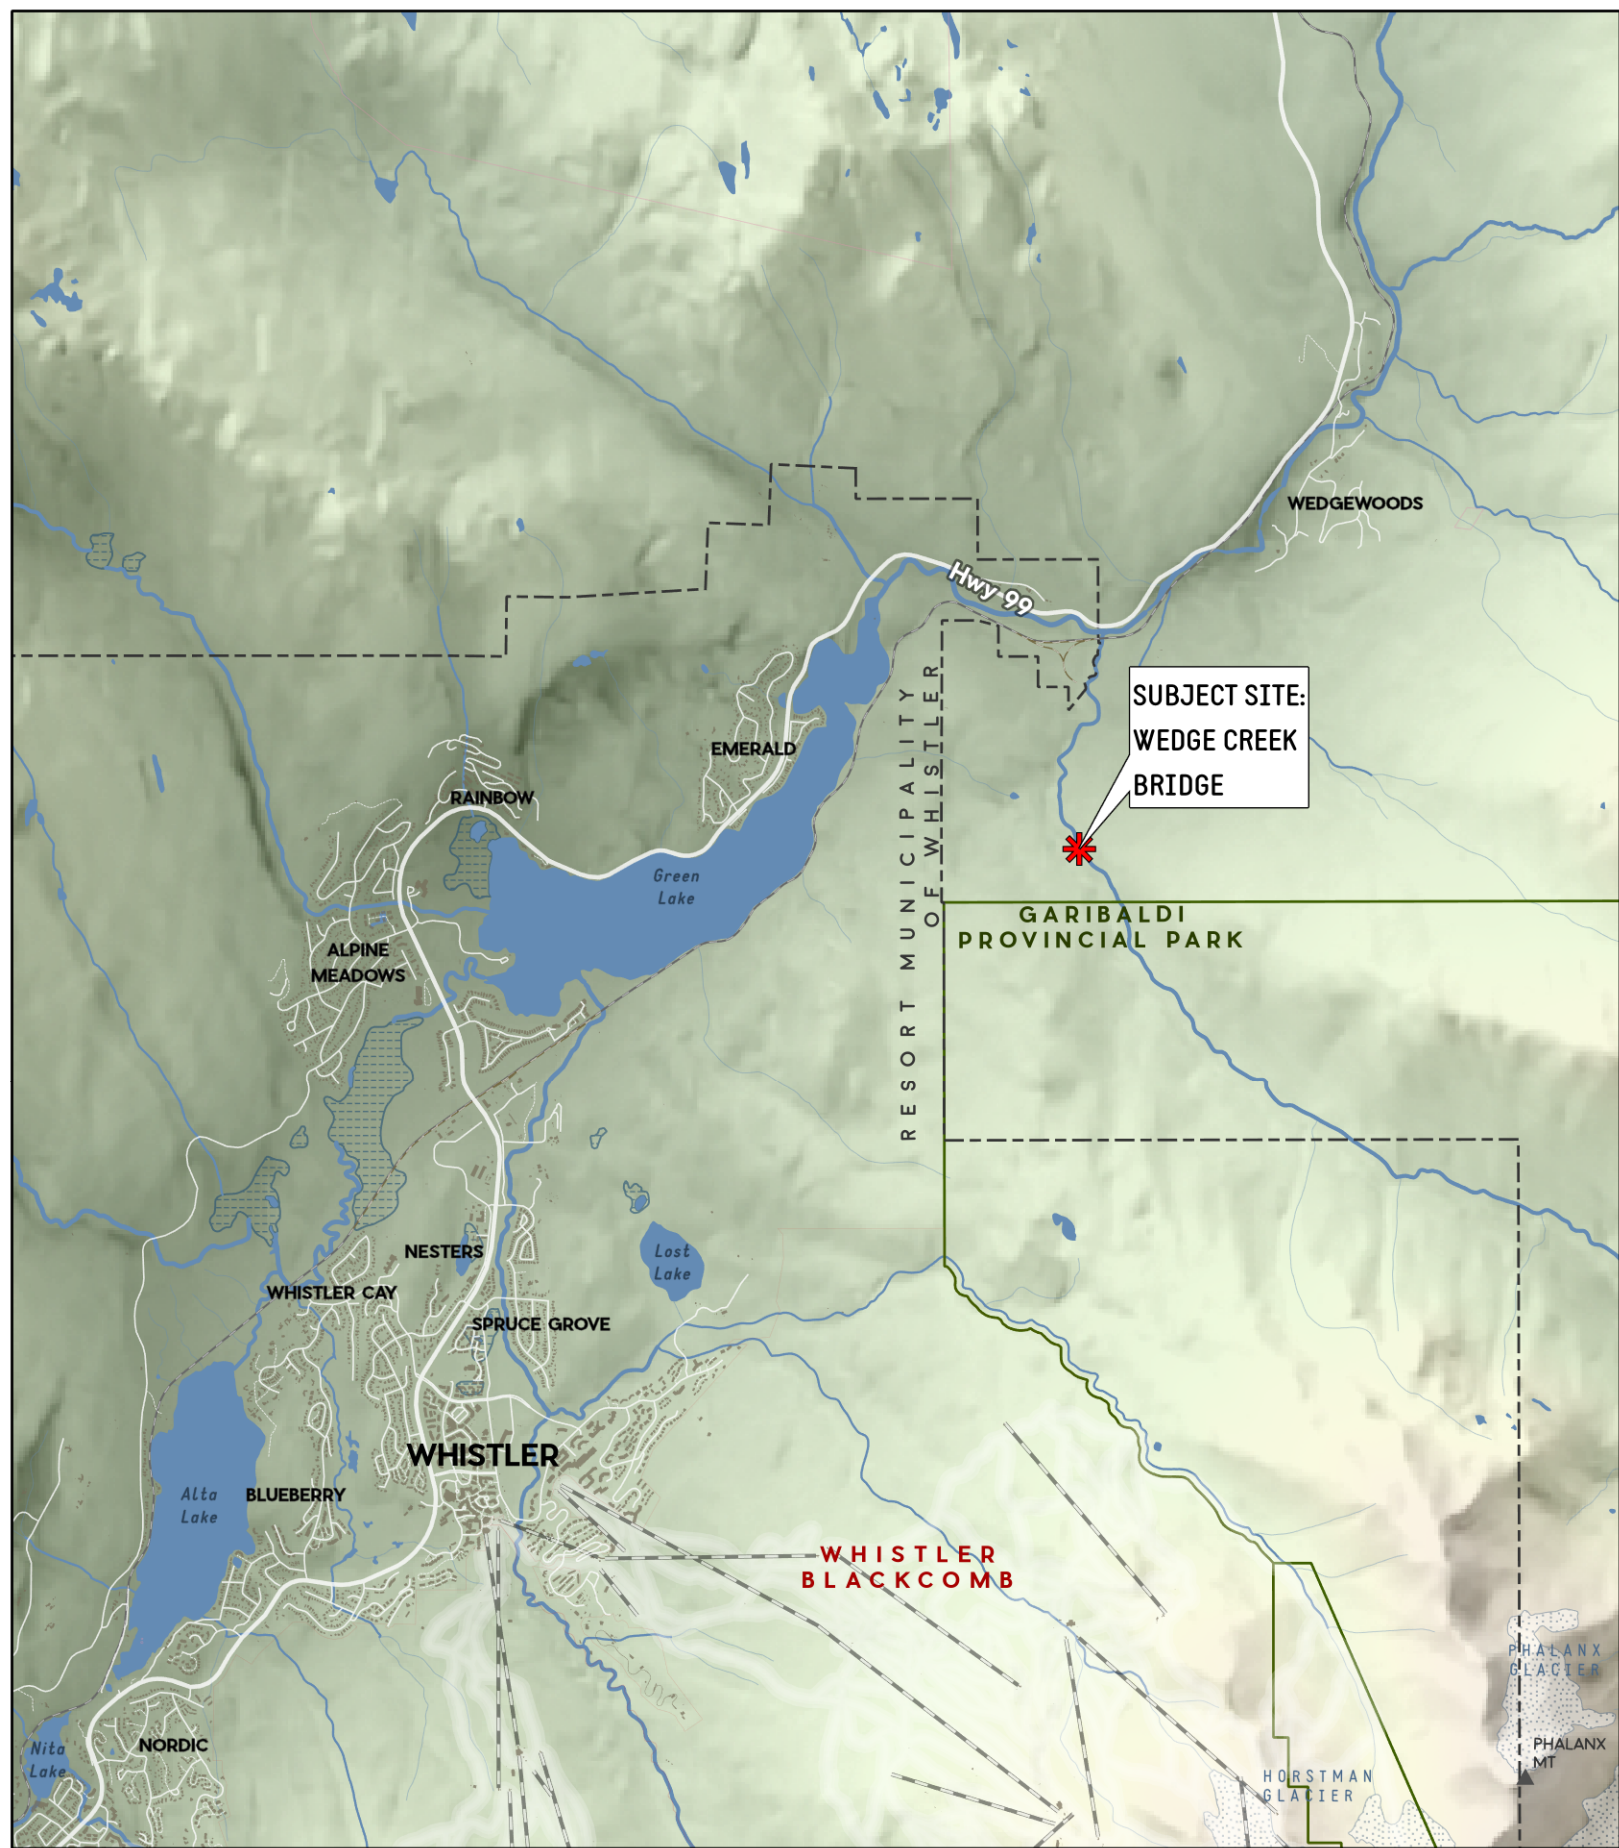 WEDGEWOODS
Hwy 99
SUBJECT SITE:
WEDGE CREEK
BRIDGE
EMERALD
RAINBOW
Green
Lake
RESORT MUNICIPALITY
OF WHISTLER
GARIBALDI
PROVINCIAL PARK
ALPINE
MEADOWS
NESTERS
Lost
Lake
WHISTLER CAY
SPRUCE GROVE
WHISTLER
Alta
Lake
BLUEBERRY
WHISTLER
BLACKCOMB
PHALANX
GLACIER
NORDIC
Nita
Lake
PHALANX
MT
HORSTMAN
GLACIER